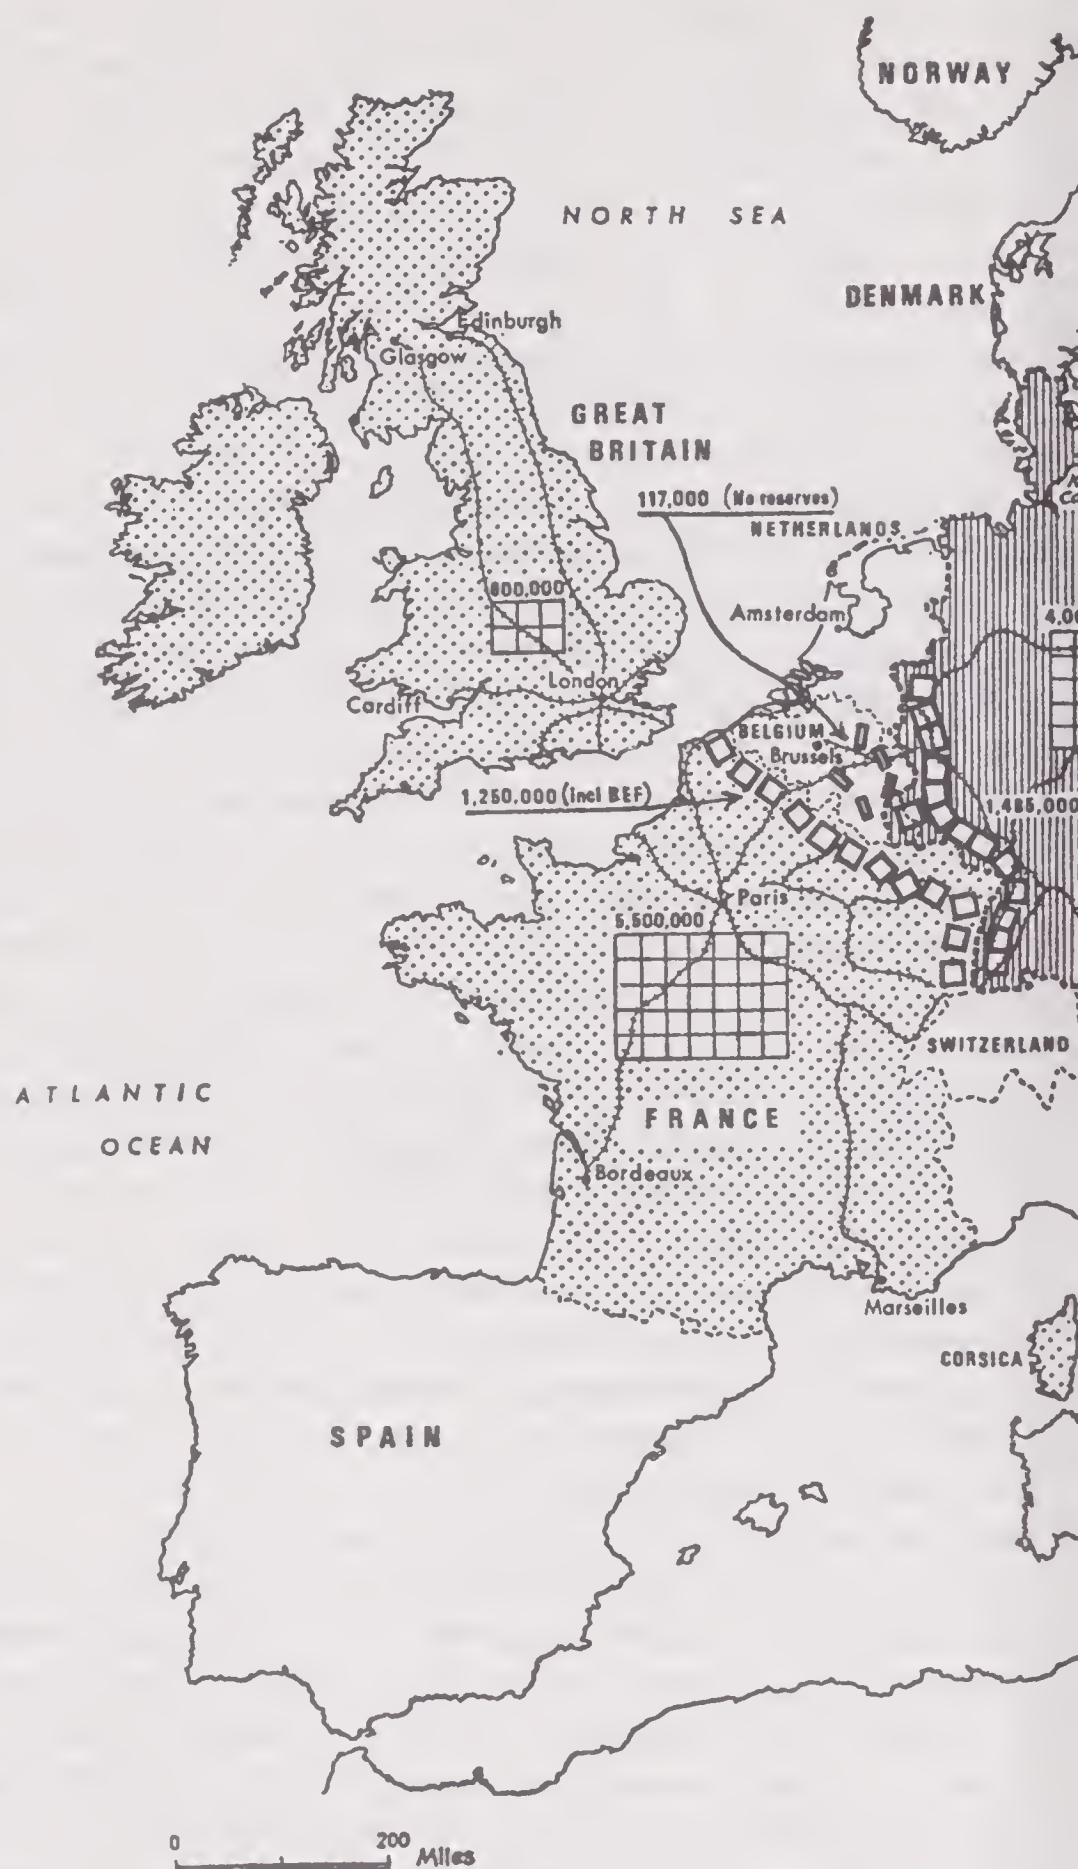 NORWAY
NORTH SEA
DENMARK
Edinburgh
Glasgow
GREAT
BRITAIN
117,000 (No reserves)
NETHERLANDS
800,000
Amsterdam
4,00
London
Cardiff
BELGIUM
Brussels
1,250,000 (incl BEF)
1,485,000
Paris
5,500,000
SWITZERLAND
ATLANTIC
OCEAN
FRANCE
Bordeaux
Marseilles
CORSICA
SPAIN
0 200 Miles